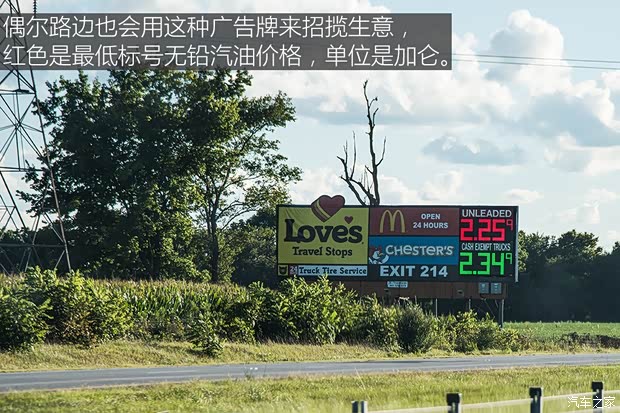 偶尔路边也会用这种广告牌来招揽生意，
红色是最低标号无铅汽油价格，单位是加仑。
Love's
Travel Stops
24 Truck Tire Service
M
OPEN
24 HOURS
CHESTER'S
EXIT 214
UNLEADED
2.25⁹
CASH EXEMPT TRUCKS
2.34⁹
汽车之家